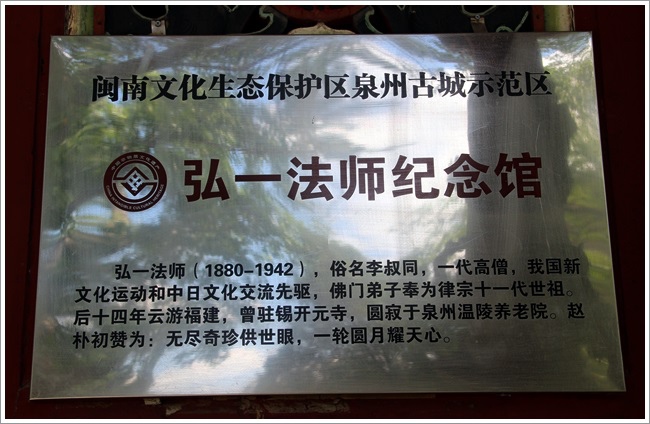 闽南文化生态保护区泉州古城示范区
弘一法师纪念馆
弘一法师（1880-1942），俗名李叔同，一代高僧，我国新
文化运动和中日文化交流先驱，佛门弟子奉为律宗十一代世祖。
后十四年云游福建，曾驻锡开元寺，圆寂于泉州温陵养老院。赵
朴初赞为：无尽奇珍供世眼，一轮圆月耀天心。